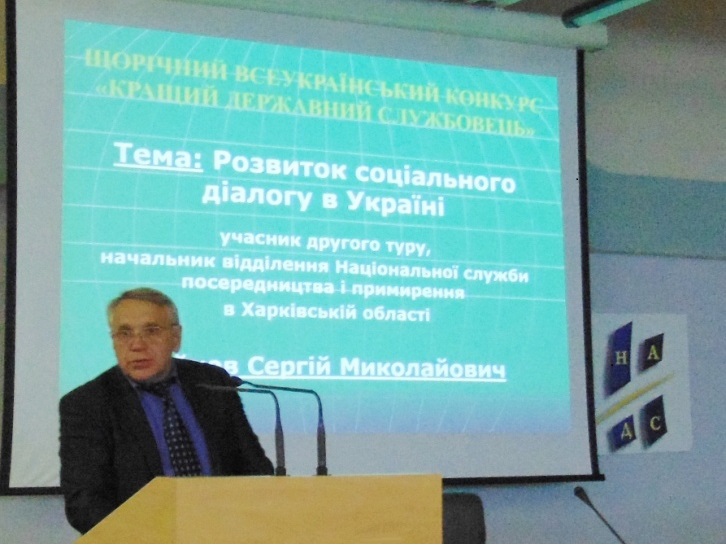 ЩОРІЧНИЙ ВСЕУКРАЇНСЬКИЙ КОНКУРС
«КРАЩИЙ ДЕРЖАВНИЙ СЛУЖБОВЕЦЬ»
Тема: Розвиток соціального
діалогу в Україні
учасник другого туру,
начальник відділення Національної служби
посередництва і примирення
в Харківській області
Сергій Миколайович
Н А
Д С